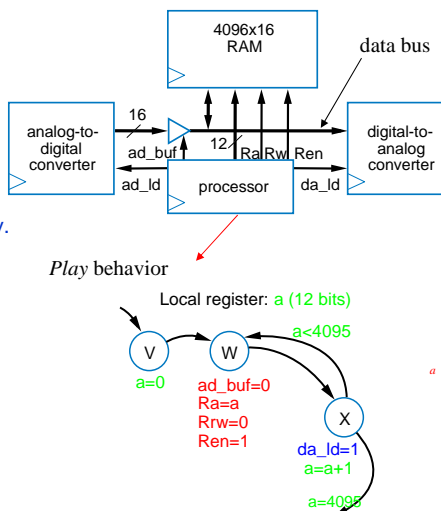 4096x16
RAM
data bus
16
analog-to-
digital
converter
ad_buf
12
Ra
Rw
Ren
digital-to-
analog
converter
ad_ld
processor
da_ld
Play behavior
Local register: a (12 bits)
a<4095
V
W
a=0
ad_buf=0
Ra=a
Rrw=0
Ren=1
a
X
da_ld=1
a=a+1
a=4095